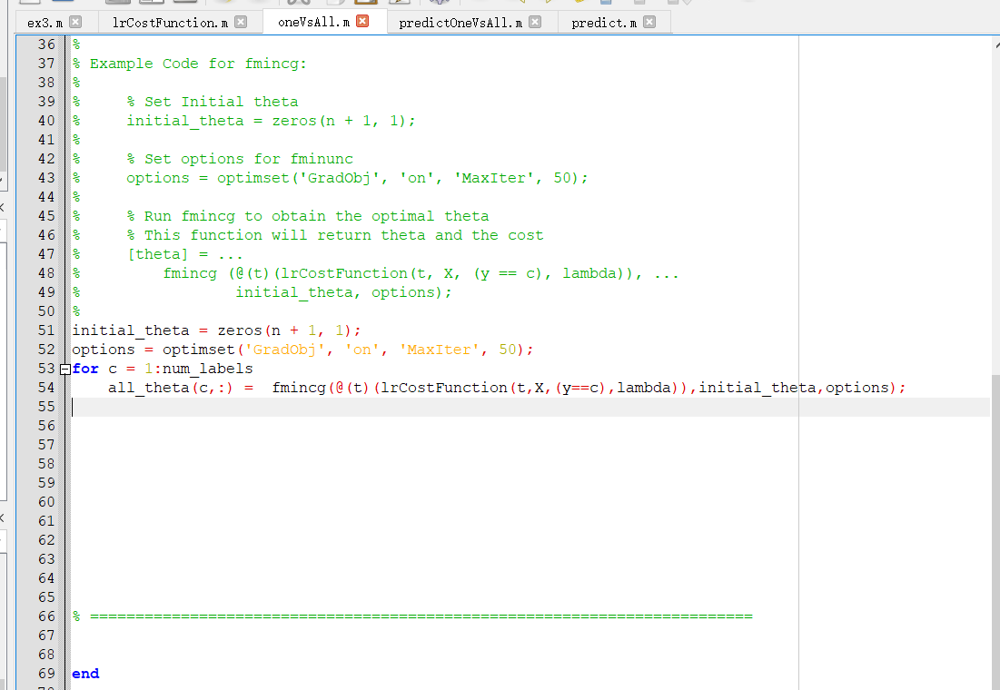 ex3.m lrCostFunction.m oneVsAll.m predictOneVsAll.m predict.m
36 %
37 % Example Code for fmincg:
38 %
39 %     % Set Initial theta
40 %     initial_theta = zeros(n + 1, 1);
41 %
42 %     % Set options for fminunc
43 %     options = optimset('GradObj', 'on', 'MaxIter', 50);
44 %
45 %     % Run fmincg to obtain the optimal theta
46 %     % This function will return theta and the cost
47 %     [theta] = ...
48 %         fmincg (@(t)(lrCostFunction(t, X, (y == c), lambda)), ...
49 %                 initial_theta, options);
50 %
51 initial_theta = zeros(n + 1, 1);
52 options = optimset('GradObj', 'on', 'MaxIter', 50);
53 for c = 1:num_labels
54     all_theta(c,:) =  fmincg(@(t)(lrCostFunction(t,X,(y==c),lambda)),initial_theta,options);
55
56
57
58
59
60
61
62
63
64
65
66 % =========================================================================
67
68
69 end